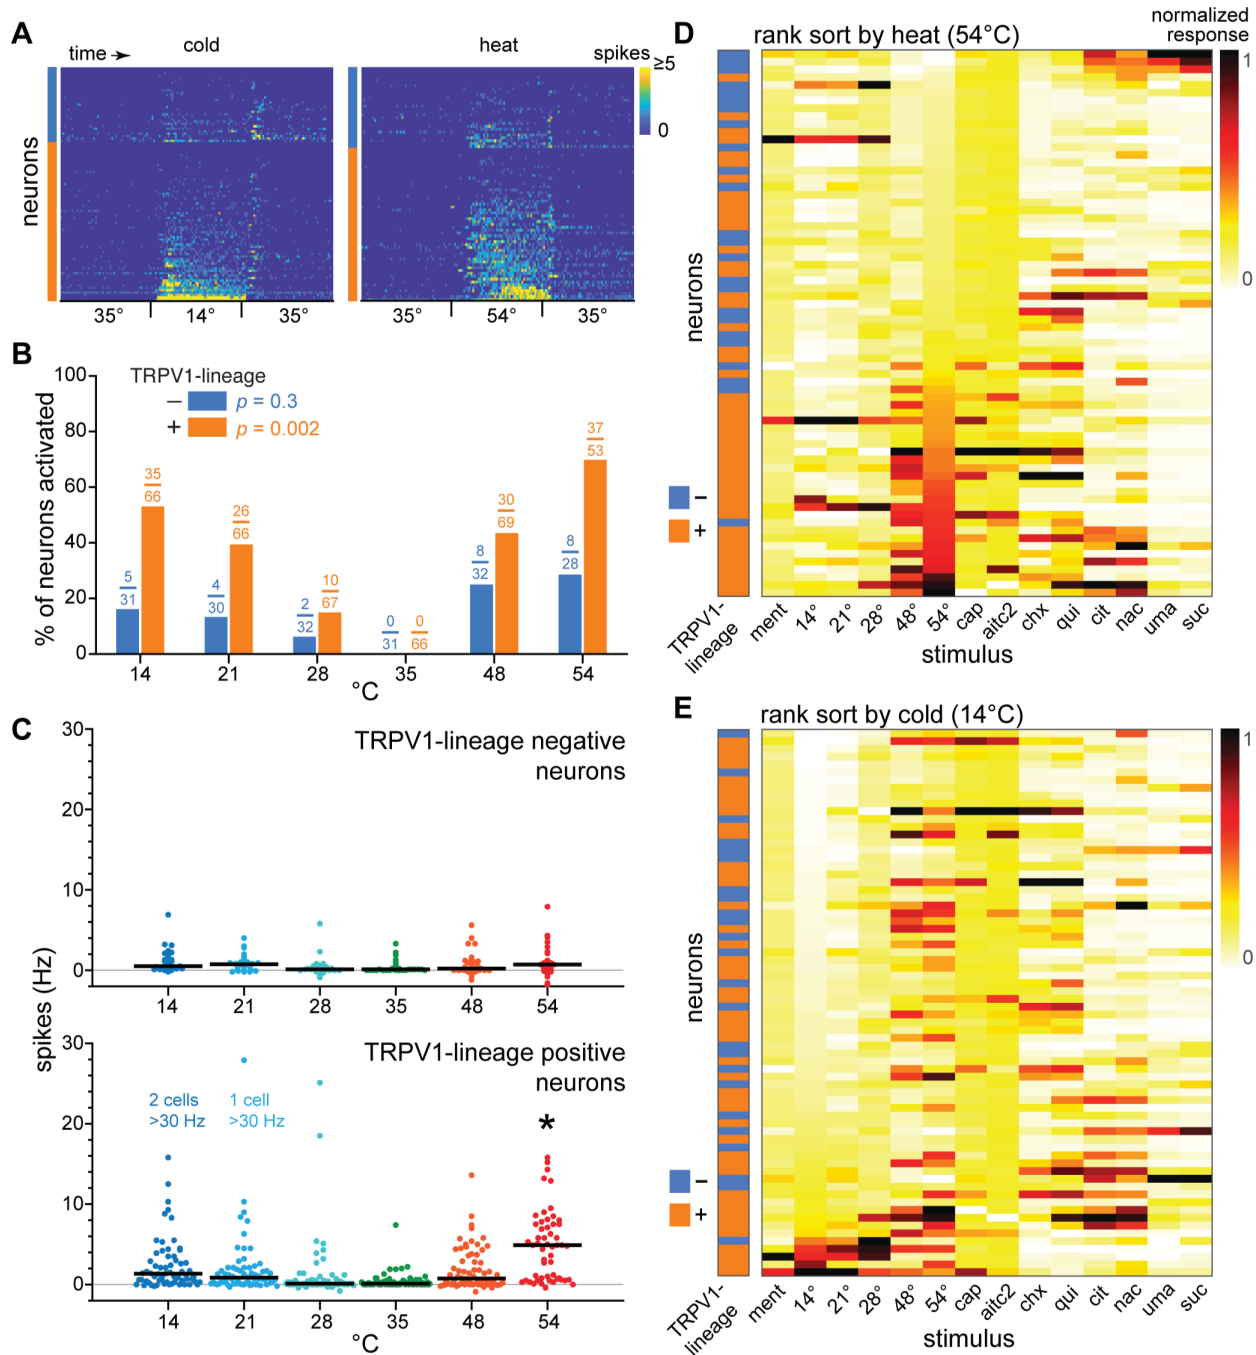 A
time →
cold
heat
spikes
≥5
0
neurons
35°
14°
35°
35°
54°
35°
B
TRPV1-lineage
– p = 0.3
+ p = 0.002
% of neurons activated
100
80
60
40
20
0
5
31
35
66
4
30
26
66
2
32
10
67
0
31
0
66
8
32
30
69
8
28
37
53
14
21
28
35
48
54
°C
C
TRPV1-lineage negative
neurons
30
20
10
0
14
21
28
35
48
54
spikes (Hz)
TRPV1-lineage positive
neurons
30
20
10
0
2 cells
>30 Hz
1 cell
>30 Hz
*
14
21
28
35
48
54
°C
D
rank sort by heat (54°C)
normalized
response
1
0
neurons
–
+
TRPV1-
lineage
ment
14°
21°
28°
48°
54°
cap
aitc2
chx
qui
cit
nac
uma
suc
stimulus
E
rank sort by cold (14°C)
1
0
neurons
–
+
TRPV1-
lineage
ment
14°
21°
28°
48°
54°
cap
aitc2
chx
qui
cit
nac
uma
suc
stimulus